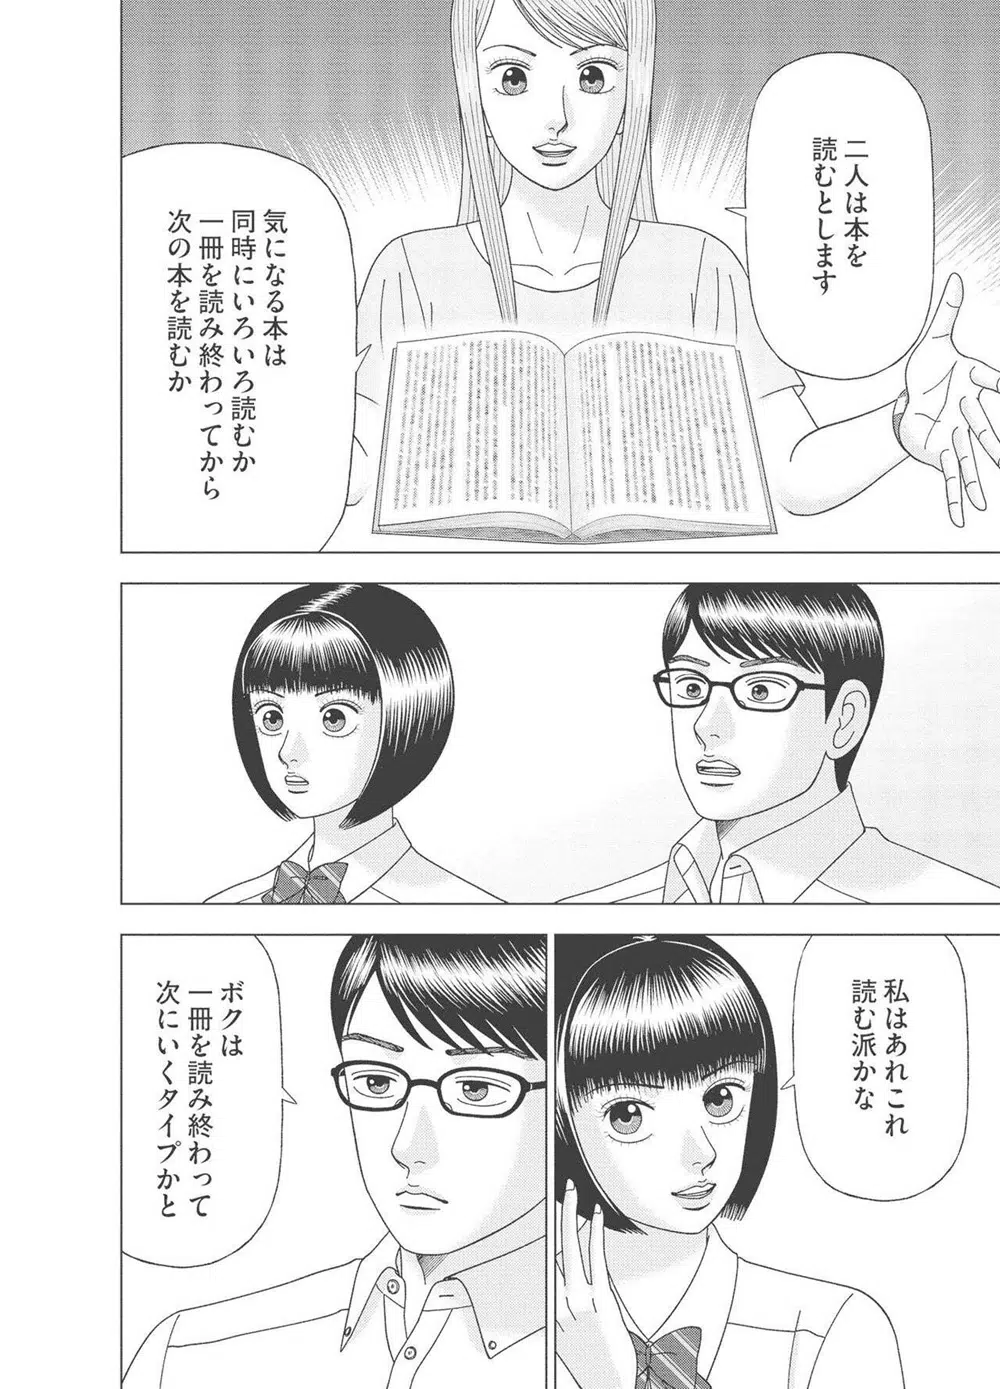 二人は本を
読むとします
気になる本は
同時にいろいろ読むか
一冊を読み終わってから
次の本を読むか
私はあれこれ
読む派かな
ボクは
一冊を読み終わって
次にいくタイプかと